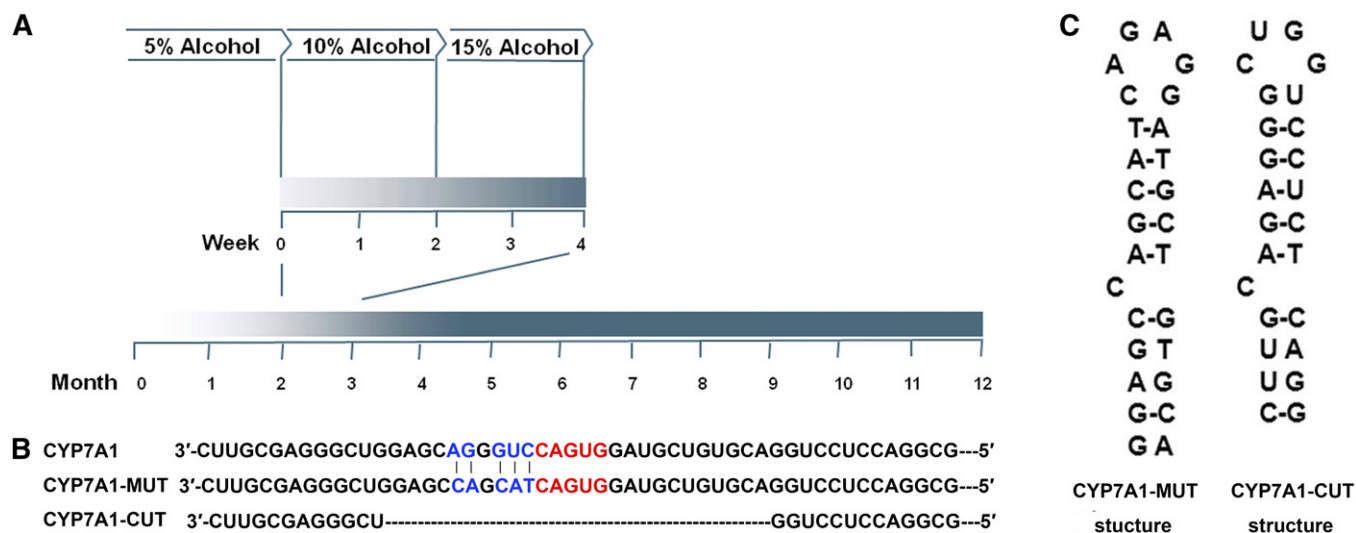 A
5% Alcohol 10% Alcohol 15% Alcohol
Week 0 1 2 3 4
Month 0 1 2 3 4 5 6 7 8 9 10 11 12
B
CYP7A1 3′-CUUGCGAGGGCUGGAGCAGGGUCCAGUGGAUGCUGUGCAGGUCCUCCAGGCG---5′
CYP7A1-MUT 3′-CUUGCGAGGGCUGGAGCCAGCATCAGUGGAUGCUGUGCAGGUCCUCCAGGCG---5′
CYP7A1-CUT 3′-CUUGCGAGGGCU------------------------------------------GGUCCUCCAGGCG---5′
C
G A
A G
C G
T-A
A-T
C-G
G-C
A-T
C
C-G
G T
A G
G-C
G A
CYP7A1-MUT
stucture
U G
C G
G U
G-C
G-C
A-U
G-C
A-T
C
G-C
U A
U G
C-G
CYP7A1-CUT
structure